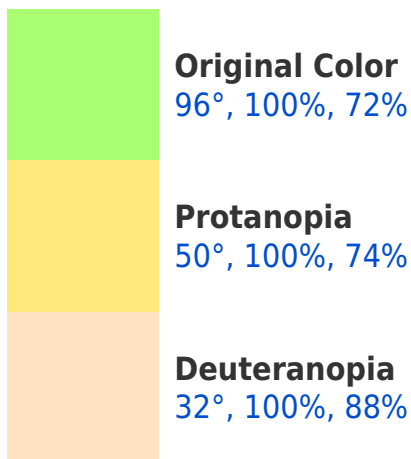 Original Color
96°, 100%, 72%
Protanopia
50°, 100%, 74%
Deuteranopia
32°, 100%, 88%